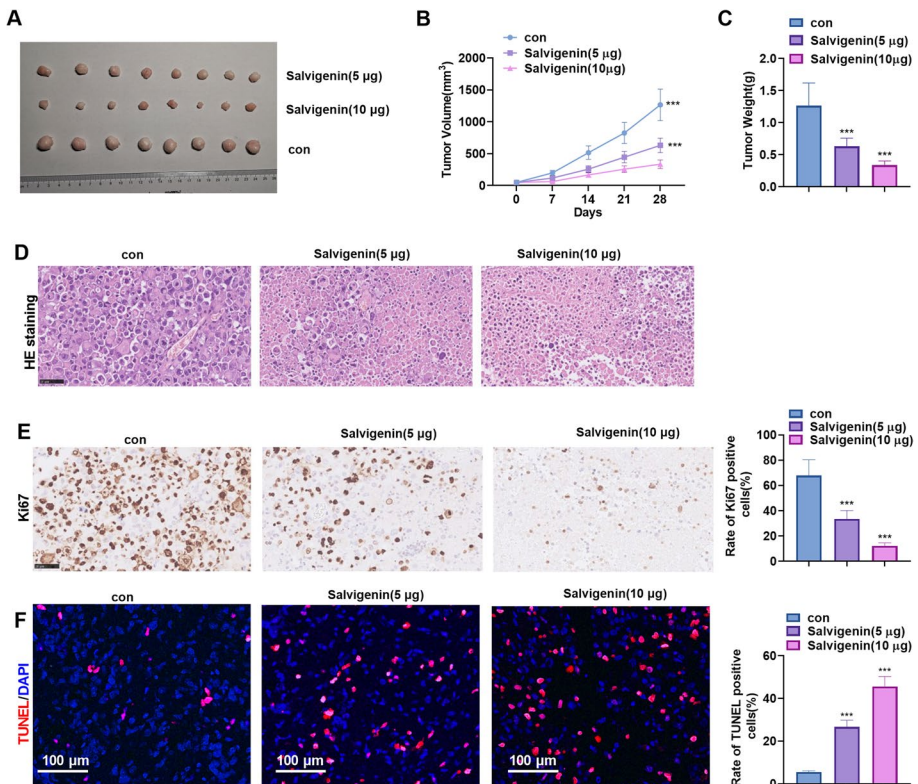 A
Salvigenin(5 μg)
Salvigenin(10 μg)
con
B
con
Salvigenin(5 μg)
Salvigenin(10μg)
Tumor Volume(mm3)
2000
1500
1000
500
0
0 7 14 21 28
Days
***
***
C
con
Salvigenin(5 μg)
Salvigenin(10μg)
Tumor Weight(g)
2.0
1.5
1.0
0.5
0.0
***
***
D
con
Salvigenin(5 μg)
Salvigenin(10 μg)
HE staining
E
con
Salvigenin(5 μg)
Salvigenin(10 μg)
Ki67
con
Salvigenin(5 μg)
Salvigenin(10 μg)
Rate of Ki67 positive
cells(%)
100
80
60
40
20
0
***
***
F
con
Salvigenin(5 μg)
Salvigenin(10 μg)
TUNEL/DAPI
100 μm
100 μm
100 μm
con
Salvigenin(5 μg)
Salvigenin(10 μg)
Rate of TUNEL positive
cells(%)
60
40
20
0
***
***